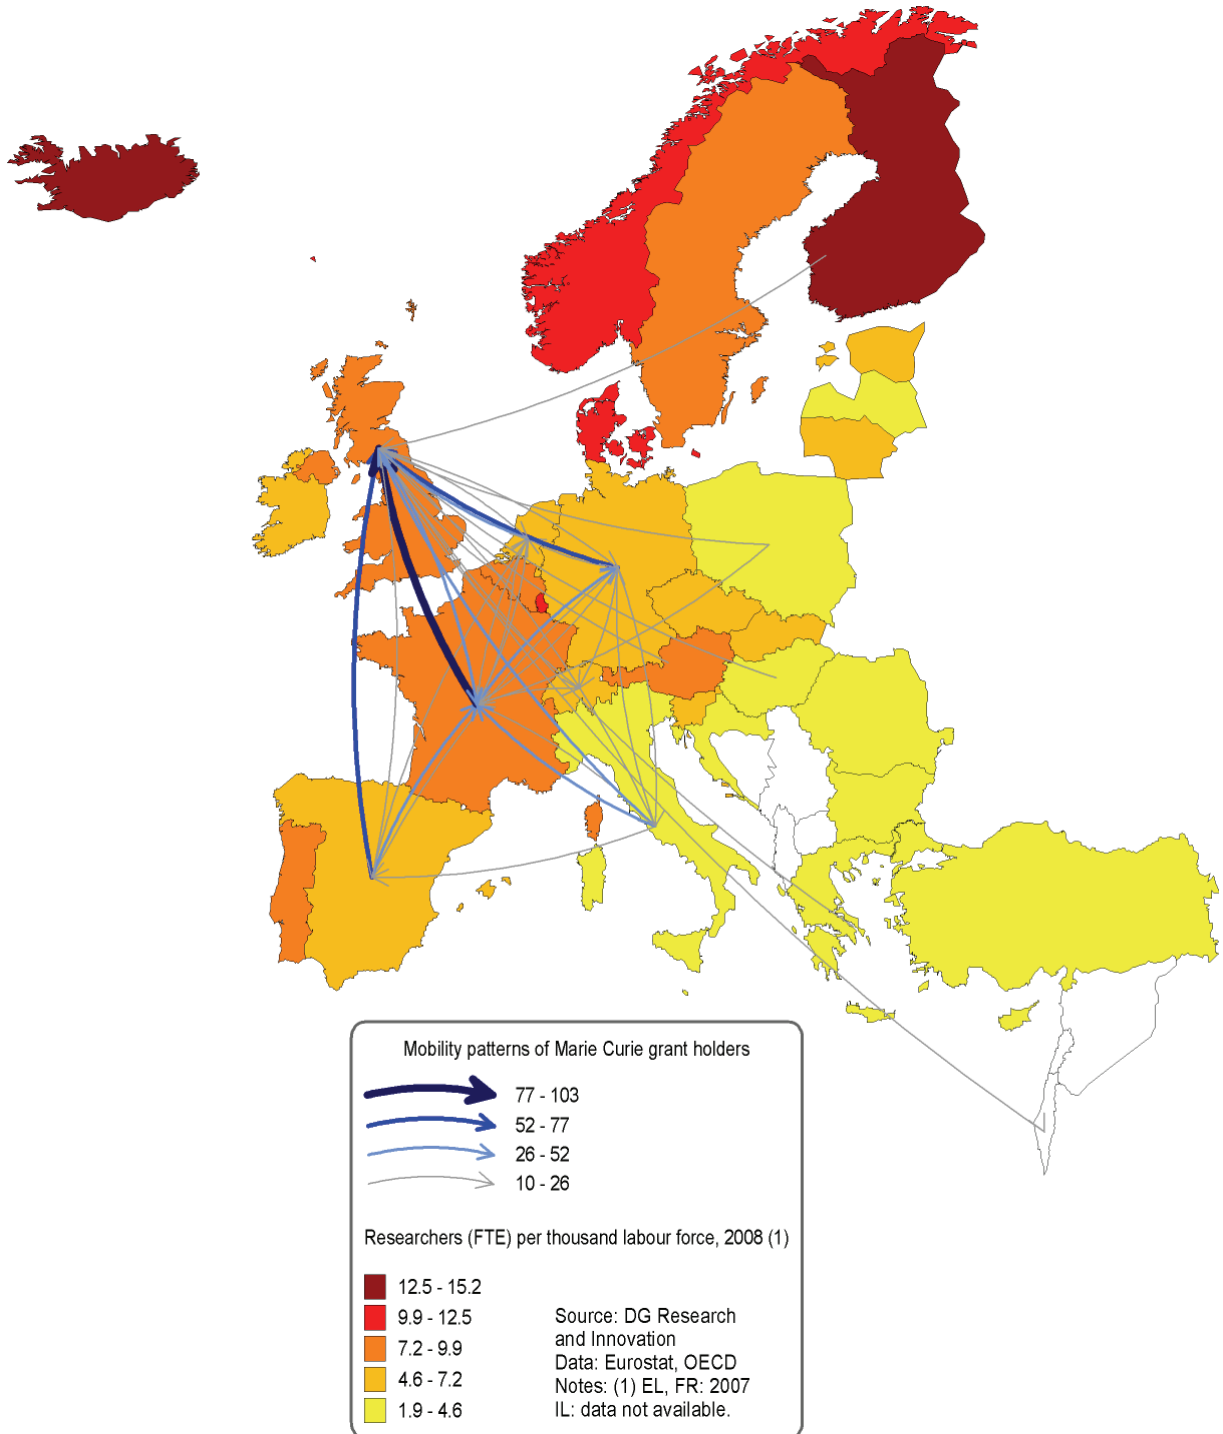 Mobility patterns of Marie Curie grant holders
77 - 103
52 - 77
26 - 52
10 - 26
Researchers (FTE) per thousand labour force, 2008 (1)
12.5 - 15.2
9.9 - 12.5
7.2 - 9.9
4.6 - 7.2
1.9 - 4.6
Source: DG Research
and Innovation
Data: Eurostat, OECD
Notes: (1) EL, FR: 2007
IL: data not available.